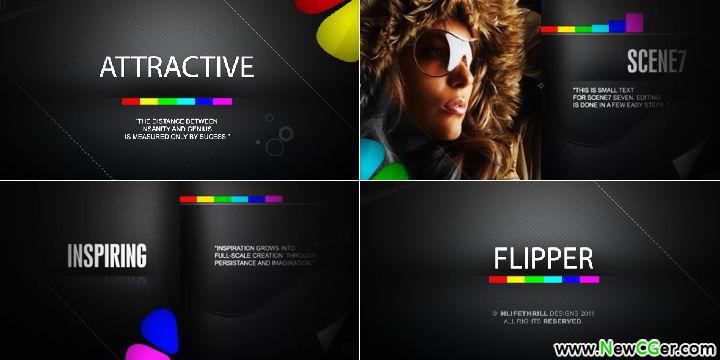 ATTRACTIVE
"THE DISTANCE BETWEEN
INSANITY AND GENIUS
IS MEASURED ONLY BY SUCESS."
SCENE7
"THIS IS SMALL TEXT
FOR SCENE7 SEVEN. EDITING
IS DONE IN A FEW EASY STEPS."
INSPIRING
"INSPIRATION GROWS INTO
FULL-SCALE CREATION THROUGH
PERSISTANCE AND IMAGINATION"
FLIPPER
© MLIFETHRILL DESIGNS 2011
ALL RIGHTS RESERVED.
www.NewCGer.com